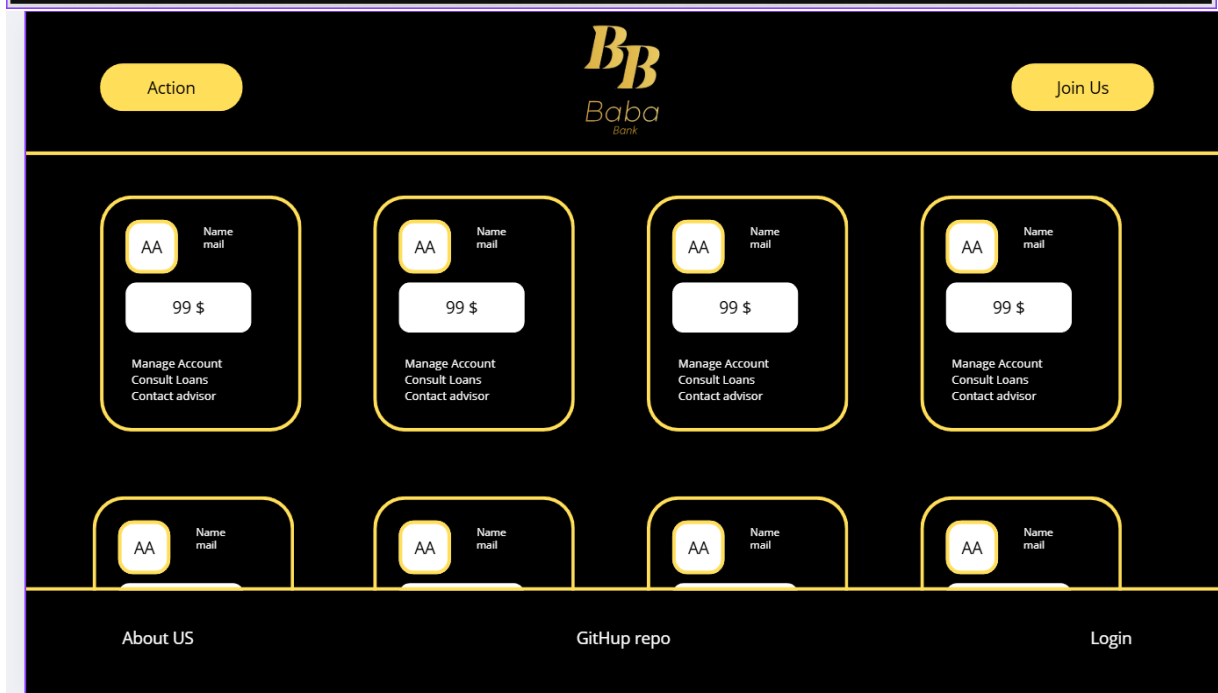 Action
BB
Baba
Bank
Join Us
AA
Name
mail
99 $
Manage Account
Consult Loans
Contact advisor
AA
Name
mail
99 $
Manage Account
Consult Loans
Contact advisor
AA
Name
mail
99 $
Manage Account
Consult Loans
Contact advisor
AA
Name
mail
99 $
Manage Account
Consult Loans
Contact advisor
AA
Name
mail
AA
Name
mail
AA
Name
mail
AA
Name
mail
About US
GitHup repo
Login